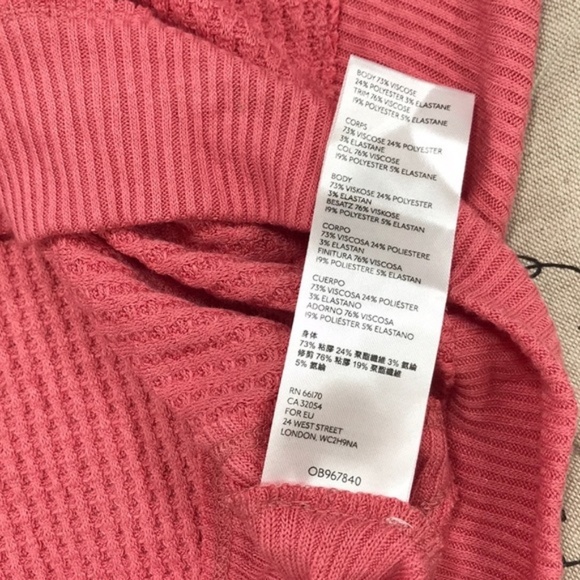 BODY 73% VISCOSE
24% POLYESTER 3% ELASTANE
TRIM 76% VISCOSE
19% POLYESTER 5% ELASTANE
CORPS
73% VISCOSE 24% POLYESTER
3% ELASTANE
COL 76% VISCOSE
19% POLYESTER 5% ELASTANE
BODY
73% VISKOSE 24% POLYESTER
3% ELASTAN
BESATZ 76% VISKOSE
19% POLYESTER 5% ELASTAN
CORPO
73% VISCOSA 24% POLIESTERE
3% ELASTAN
FINITURA 76% VISCOSA
19% POLIESTERE 5% ELASTAN
CUERPO
73% VISCOSA 24% POLIÉSTER
3% ELASTANO
ADORNO 76% VISCOSA
19% POLIÉSTER 5% ELASTANO
身体
73% 粘膠 24% 聚酯纖維 3% 氨綸
修剪 76% 粘膠 19% 聚酯纖維
5% 氨綸
RN 66170
CA 32054
FOR EU
24 WEST STREET
LONDON, WC2H9NA
OB967840